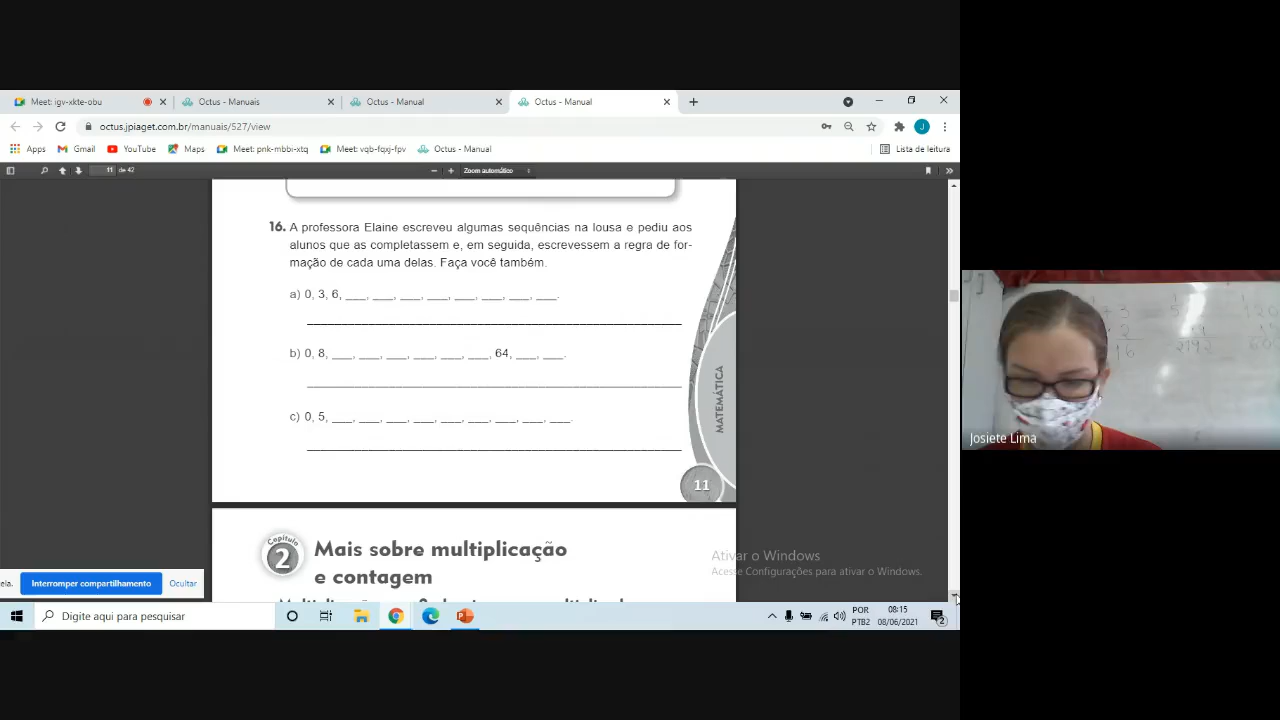 Meet: igv-xkte-obu
Octus - Manuais
Octus - Manual
Octus - Manual
octus.jpiaget.com.br/manuais/527/view
Apps Gmail YouTube Maps Meet: pnk-mbbi-xtq Meet: vqb-fqxj-fpv Octus - Manual Lista de leitura
11 de 42 Zoom automático
16. A professora Elaine escreveu algumas sequências na lousa e pediu aos
alunos que as completassem e, em seguida, escrevessem a regra de for-
mação de cada uma delas. Faça você também.
a) 0, 3, 6, ___, ___, ___, ___, ___, ___, ___, ___.
b) 0, 8, ___, ___, ___, ___, ___, ___, 64, ___, ___.
c) 0, 5, ___, ___, ___, ___, ___, ___, ___, ___, ___.
MATEMÁTICA
11
Capítulo
2
Mais sobre multiplicação
e contagem
Ativar o Windows
Acesse Configurações para ativar o Windows.
Interromper compartilhamento Ocultar
Digite aqui para pesquisar
POR
PTB2
08:15
08/06/2021
2
J
Josiete Lima